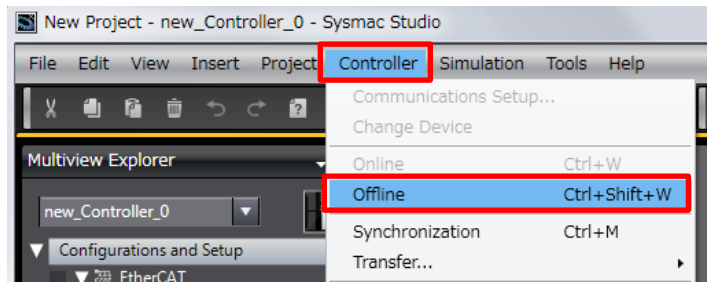 New Project - new_Controller_0 - Sysmac Studio
File Edit View Insert Project Controller Simulation Tools Help
Communications Setup...
Change Device
Multiview Explorer
Online Ctrl+W
Offline Ctrl+Shift+W
new_Controller_0
Synchronization Ctrl+M
Configurations and Setup
Transfer...
EtherCAT